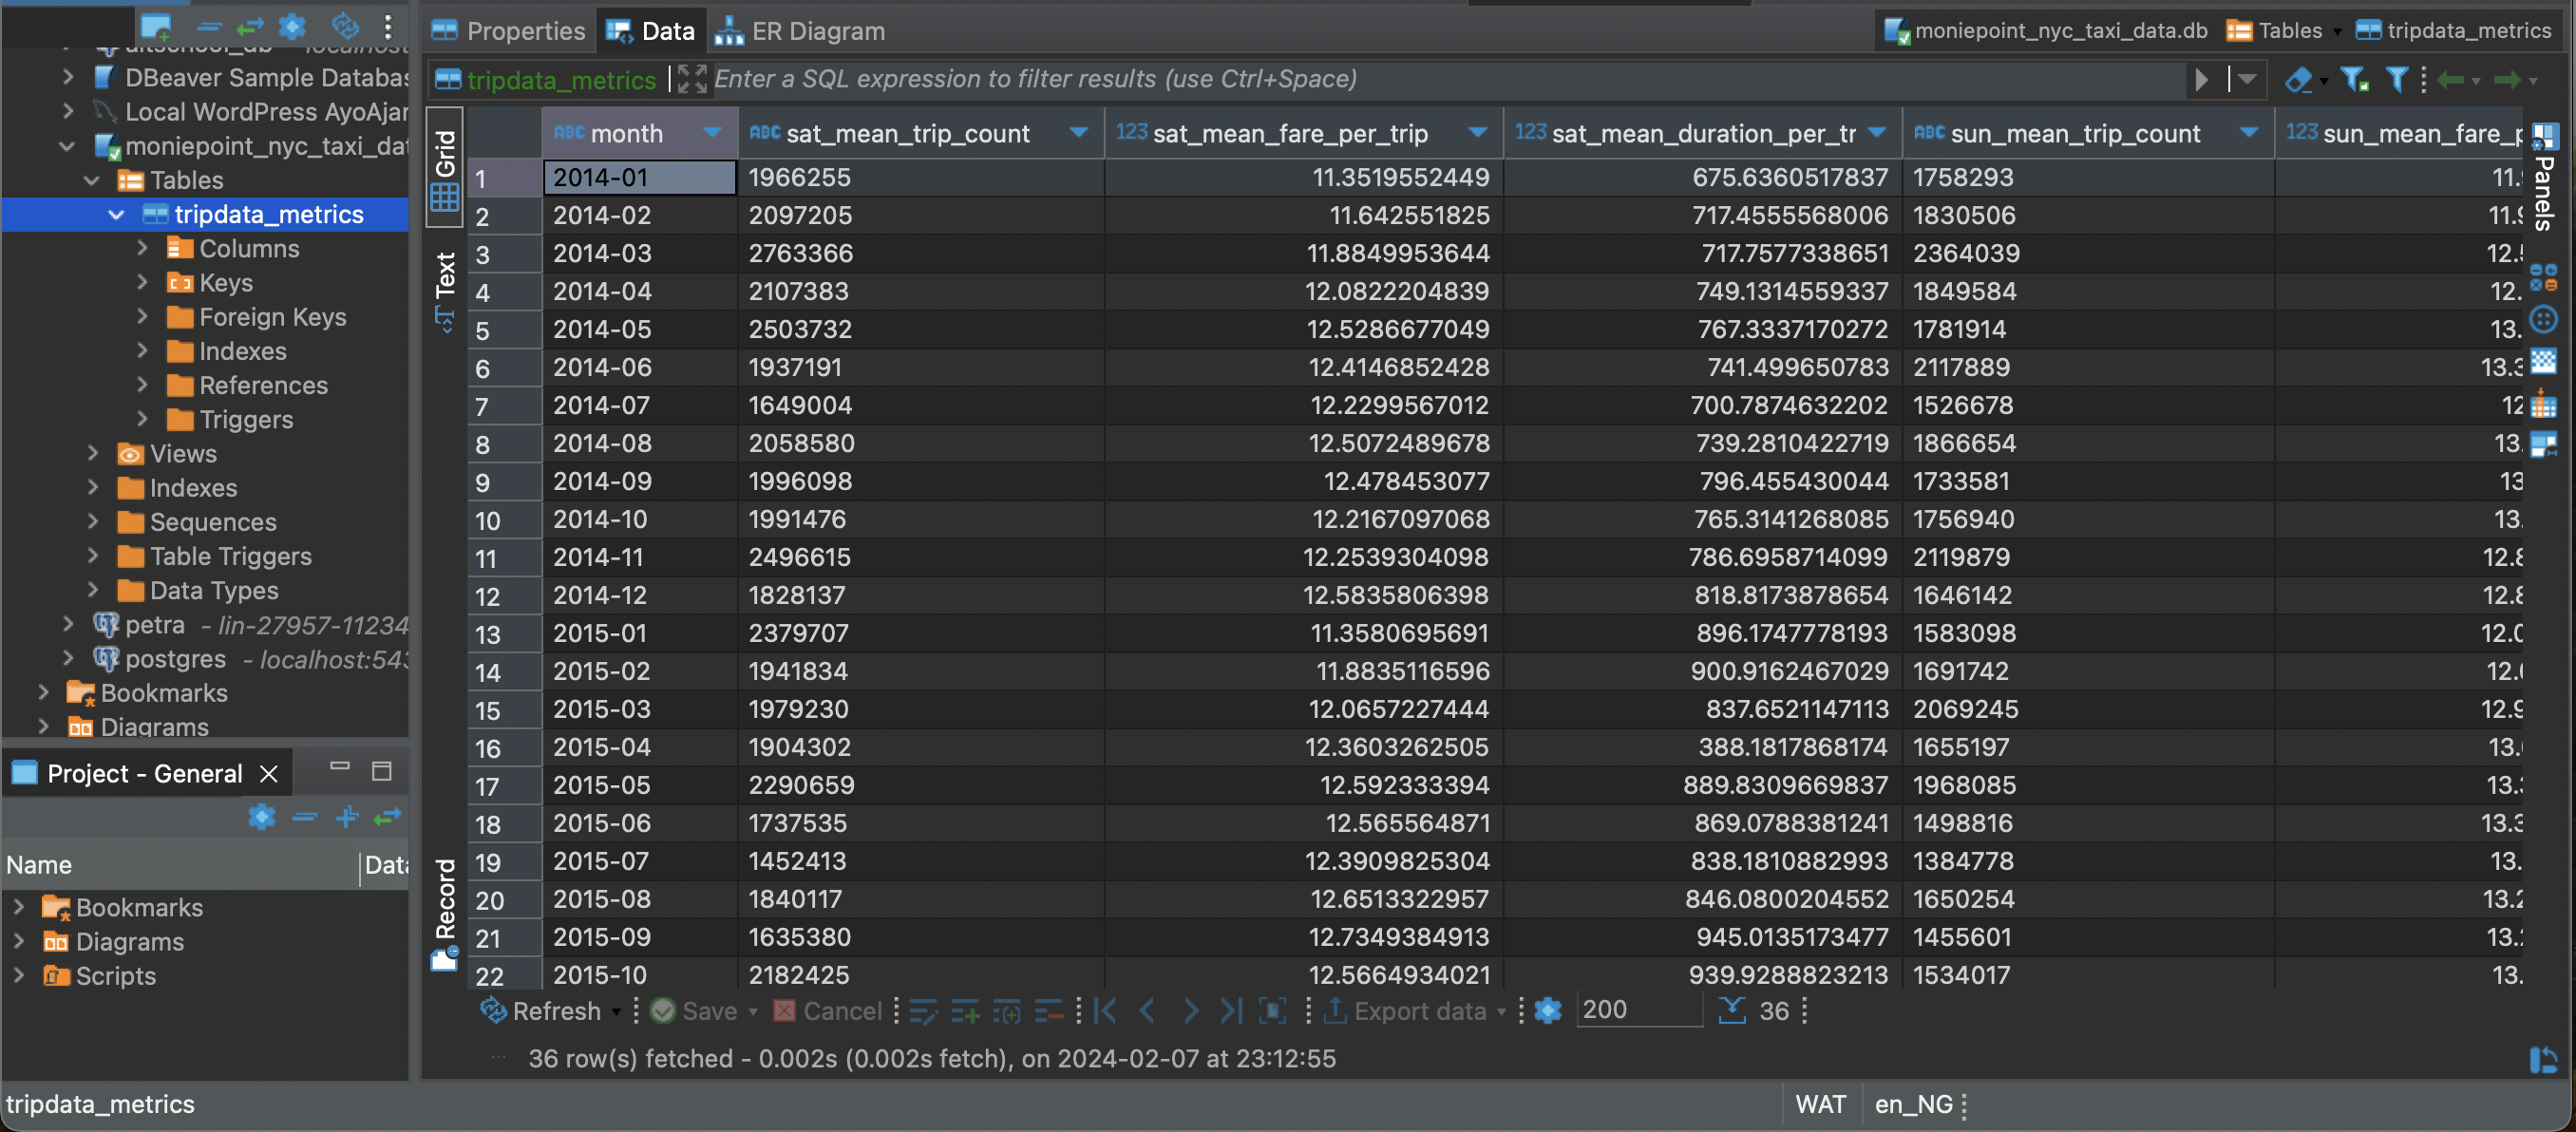 Properties Data ER Diagram moniepoint_nyc_taxi_data.db Tables tripdata_metrics
DBeaver Sample Databas
Local WordPress AyoAjar
moniepoint_nyc_taxi_dat
Tables
tripdata_metrics
Columns
Keys
Foreign Keys
Indexes
References
Triggers
Views
Indexes
Sequences
Table Triggers
Data Types
petra - lin-27957-11234
postgres - localhost:543
Bookmarks
Diagrams
Project - General
Name Data
Bookmarks
Diagrams
Scripts
tripdata_metrics Enter a SQL expression to filter results (use Ctrl+Space)
Grid
Text
Record
Panels
ABC month ABC sat_mean_trip_count 123 sat_mean_fare_per_trip 123 sat_mean_duration_per_tr ABC sun_mean_trip_count 123 sun_mean_fare_p
1 2014-01 1966255 11.3519552449 675.6360517837 1758293 11.9
2 2014-02 2097205 11.642551825 717.4555568006 1830506 11.9
3 2014-03 2763366 11.8849953644 717.7577338651 2364039 12.5
4 2014-04 2107383 12.0822204839 749.1314559337 1849584 12.
5 2014-05 2503732 12.5286677049 767.3337170272 1781914 13.
6 2014-06 1937191 12.4146852428 741.499650783 2117889 13.3
7 2014-07 1649004 12.2299567012 700.7874632202 1526678 12
8 2014-08 2058580 12.5072489678 739.2810422719 1866654 13.
9 2014-09 1996098 12.478453077 796.455430044 1733581 13
10 2014-10 1991476 12.2167097068 765.3141268085 1756940 13.
11 2014-11 2496615 12.2539304098 786.6958714099 2119879 12.8
12 2014-12 1828137 12.5835806398 818.8173878654 1646142 12.8
13 2015-01 2379707 11.3580695691 896.1747778193 1583098 12.0
14 2015-02 1941834 11.8835116596 900.9162467029 1691742 12.
15 2015-03 1979230 12.0657227444 837.6521147113 2069245 12.9
16 2015-04 1904302 12.3603262505 388.1817868174 1655197 13.
17 2015-05 2290659 12.592333394 889.8309669837 1968085 13.3
18 2015-06 1737535 12.565564871 869.0788381241 1498816 13.3
19 2015-07 1452413 12.3909825304 838.1810882993 1384778 13.
20 2015-08 1840117 12.6513322957 846.0800204552 1650254 13.2
21 2015-09 1635380 12.7349384913 945.0135173477 1455601 13.2
22 2015-10 2182425 12.5664934021 939.9288823213 1534017 13.
Refresh Save Cancel Export data 200 36
36 row(s) fetched - 0.002s (0.002s fetch), on 2024-02-07 at 23:12:55
tripdata_metrics WAT en_NG